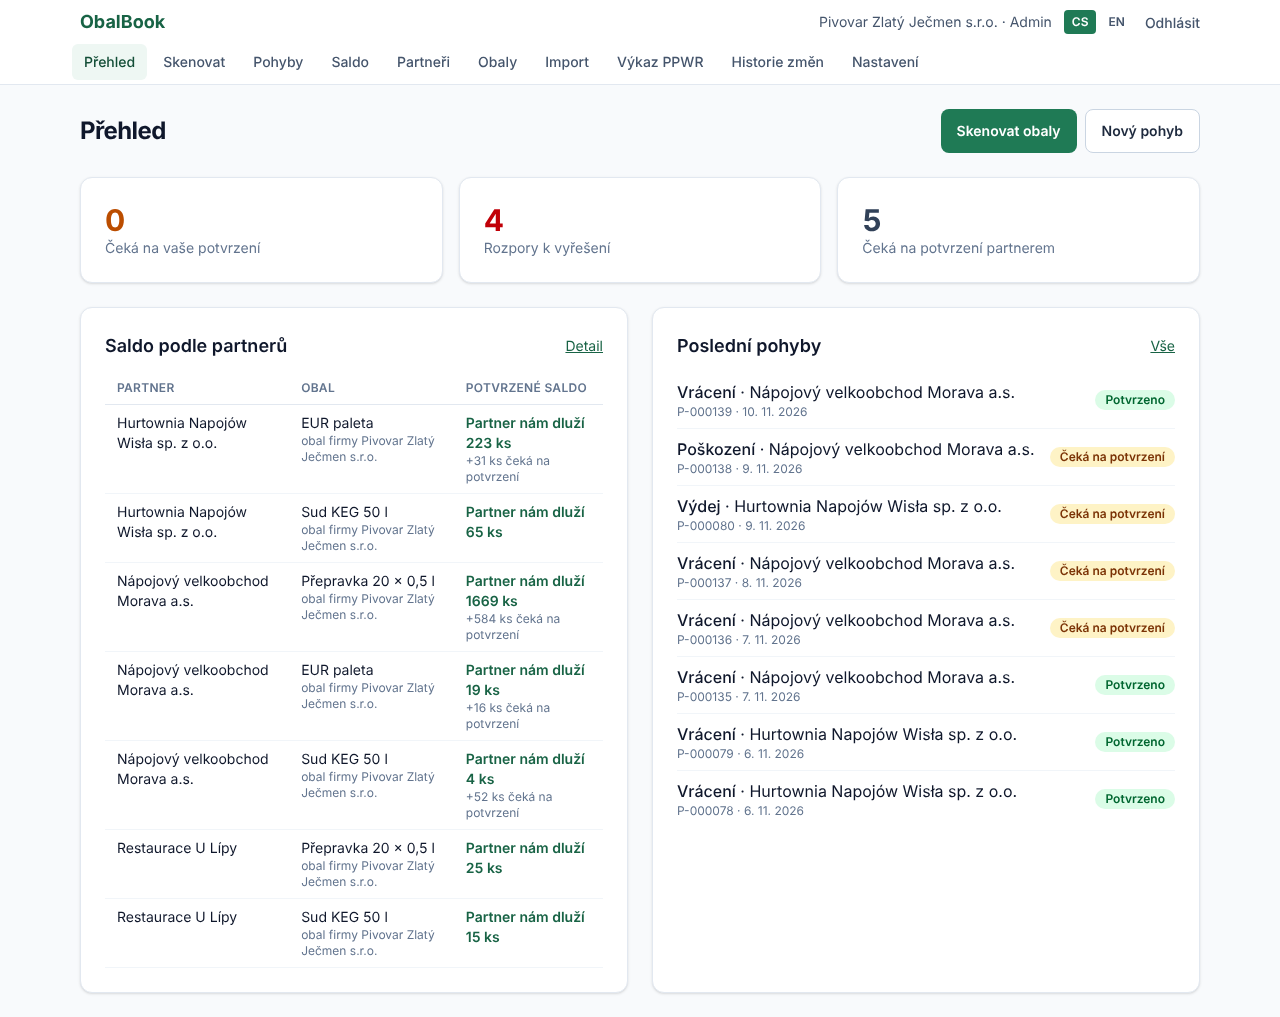 ObalBook
Pivovar Zlatý Ječmen s.r.o. · Admin
CS
EN
Odhlásit
Přehled
Skenovat
Pohyby
Saldo
Partneři
Obaly
Import
Výkaz PPWR
Historie změn
Nastavení
Přehled
Skenovat obaly
Nový pohyb
0
Čeká na vaše potvrzení
4
Rozpory k vyřešení
5
Čeká na potvrzení partnerem
Saldo podle partnerů
Detail
PARTNER
OBAL
POTVRZENÉ SALDO
Hurtownia Napojów
Wisła sp. z o.o.
EUR paleta
obal firmy Pivovar Zlatý
Ječmen s.r.o.
Partner nám dluží
223 ks
+31 ks čeká na
potvrzení
Hurtownia Napojów
Wisła sp. z o.o.
Sud KEG 50 l
obal firmy Pivovar Zlatý
Ječmen s.r.o.
Partner nám dluží
65 ks
Nápojový velkoobchod
Morava a.s.
Přepravka 20 × 0,5 l
obal firmy Pivovar Zlatý
Ječmen s.r.o.
Partner nám dluží
1669 ks
+584 ks čeká na
potvrzení
Nápojový velkoobchod
Morava a.s.
EUR paleta
obal firmy Pivovar Zlatý
Ječmen s.r.o.
Partner nám dluží
19 ks
+16 ks čeká na
potvrzení
Nápojový velkoobchod
Morava a.s.
Sud KEG 50 l
obal firmy Pivovar Zlatý
Ječmen s.r.o.
Partner nám dluží
4 ks
+52 ks čeká na
potvrzení
Restaurace U Lípy
Přepravka 20 × 0,5 l
obal firmy Pivovar Zlatý
Ječmen s.r.o.
Partner nám dluží
25 ks
Restaurace U Lípy
Sud KEG 50 l
obal firmy Pivovar Zlatý
Ječmen s.r.o.
Partner nám dluží
15 ks
Poslední pohyby
Vše
Vrácení · Nápojový velkoobchod Morava a.s.
P-000139 · 10. 11. 2026
Potvrzeno
Poškození · Nápojový velkoobchod Morava a.s.
P-000138 · 9. 11. 2026
Čeká na potvrzení
Výdej · Hurtownia Napojów Wisła sp. z o.o.
P-000080 · 9. 11. 2026
Čeká na potvrzení
Vrácení · Nápojový velkoobchod Morava a.s.
P-000137 · 8. 11. 2026
Čeká na potvrzení
Vrácení · Nápojový velkoobchod Morava a.s.
P-000136 · 7. 11. 2026
Čeká na potvrzení
Vrácení · Nápojový velkoobchod Morava a.s.
P-000135 · 7. 11. 2026
Potvrzeno
Vrácení · Hurtownia Napojów Wisła sp. z o.o.
P-000079 · 6. 11. 2026
Potvrzeno
Vrácení · Hurtownia Napojów Wisła sp. z o.o.
P-000078 · 6. 11. 2026
Potvrzeno